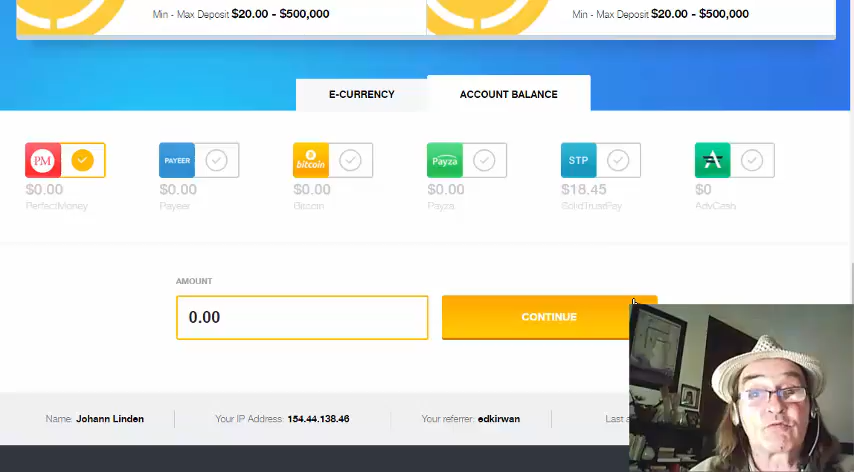 Min - Max Deposit $20.00 - $500,000
Min - Max Deposit $20.00 - $500,000
E-CURRENCY
ACCOUNT BALANCE
PM
PAYEER
bitcoin
Payza
STP
$0.00
$0.00
$0.00
$0.00
$18.45
$0
PerfectMoney
Payeer
Bitcoin
Payza
SolidTrustPay
AdvCash
AMOUNT
0.00
CONTINUE
Name: Johann Linden
Your IP Address: 154.44.138.46
Your referrer: edkirwan
Last a